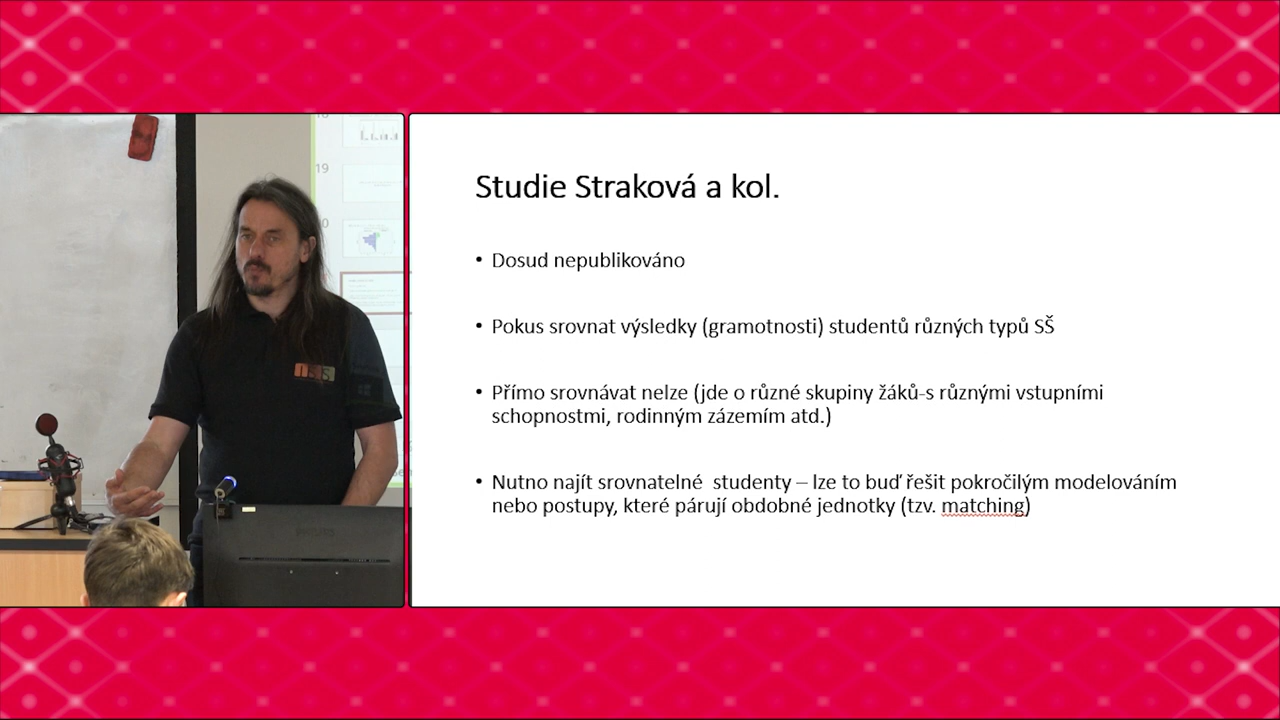 Studie Straková a kol.
• Dosud nepublikováno
• Pokus srovnat výsledky (gramotnosti) studentů různých typů SŠ
• Přímo srovnávat nelze (jde o různé skupiny žáků-s různými vstupními
schopnostmi, rodinným zázemím atd.)
• Nutno najít srovnatelné  studenty – lze to buď řešit pokročilým modelováním
nebo postupy, které párují obdobné jednotky (tzv. matching)
19
PHILIPS